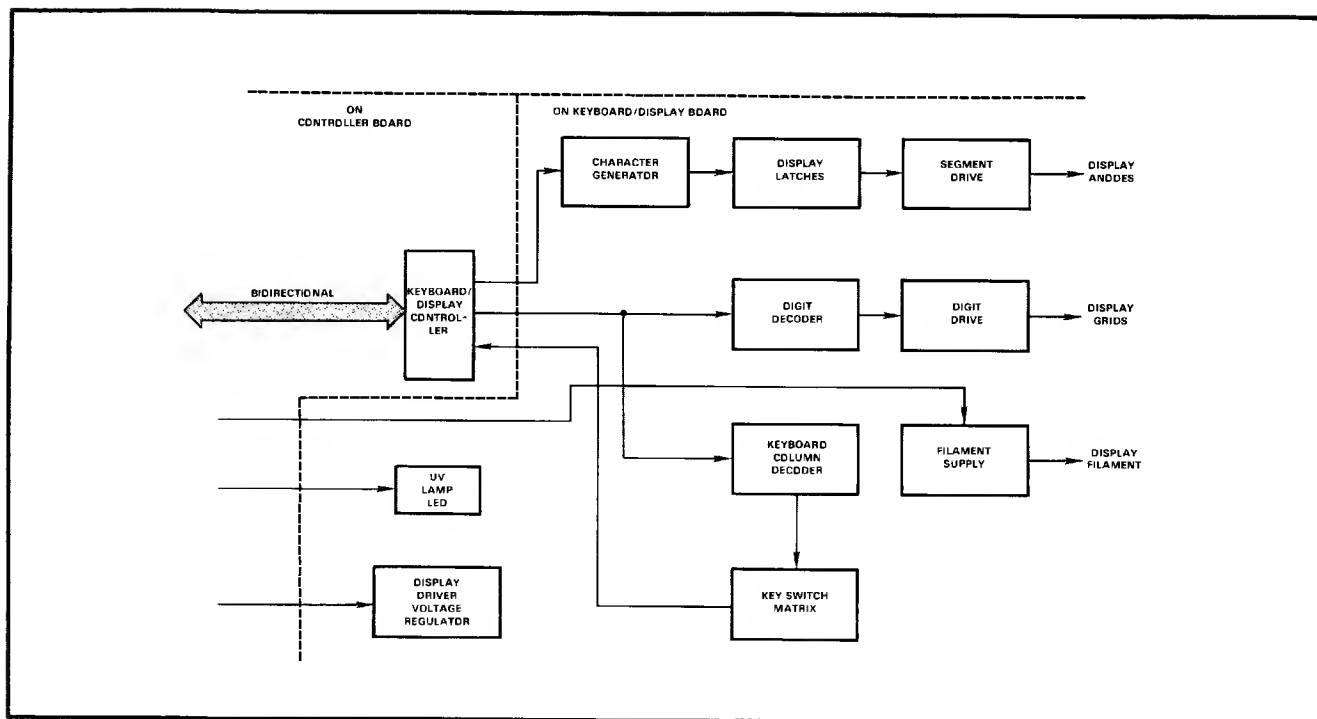 ON
CONTROLLER BOARD
ON KEYBOARD/DISPLAY BOARD
CHARACTER
GENERATOR
DISPLAY
LATCHES
SEGMENT
DRIVE
DISPLAY
ANDDES
BIDIRECTIONAL
KEYBOARD/
DISPLAY
CONTROL-
LER
DIGIT
DECODER
DIGIT
DRIVE
DISPLAY
GRIDS
KEYBOARD
COLUMN
DECODER
FILAMENT
SUPPLY
DISPLAY
FILAMENT
UV
LAMP
LED
DISPLAY
DRIVER
VOLTAGE
REGULATOR
KEY SWITCH
MATRIX